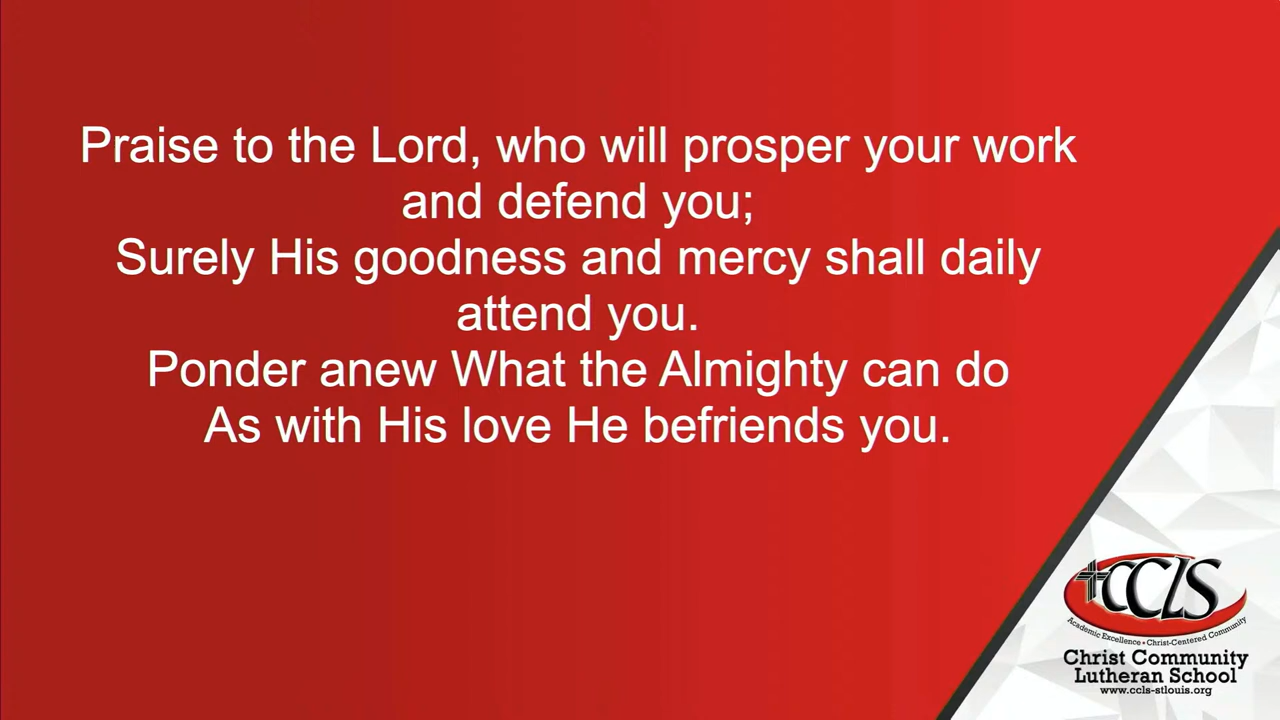 Praise to the Lord, who will prosper your work
and defend you;
Surely His goodness and mercy shall daily
attend you.
Ponder anew What the Almighty can do
As with His love He befriends you.
CCLS
Academic Excellence • Christ-Centered Community
Christ Community
Lutheran School
www.ccls-stlouis.org